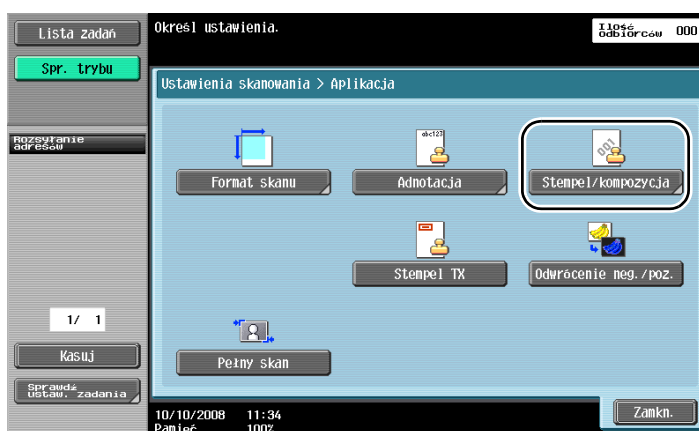 Lista zadań
Określ ustawienia.
Ilość
odbiorców 000
Spr. trybu
Ustawienia skanowania > Aplikacja
Rozsyłanie
adresów
abc123
001
Format skanu
Adnotacja
Stempel/kompozycja
Stempel TX
Odwrócenie neg./poz.
1/ 1
Kasuj
Pełny skan
Sprawdź
ustaw. zadania
10/10/2008 11:34
Pamięć 100%
Zamkn.